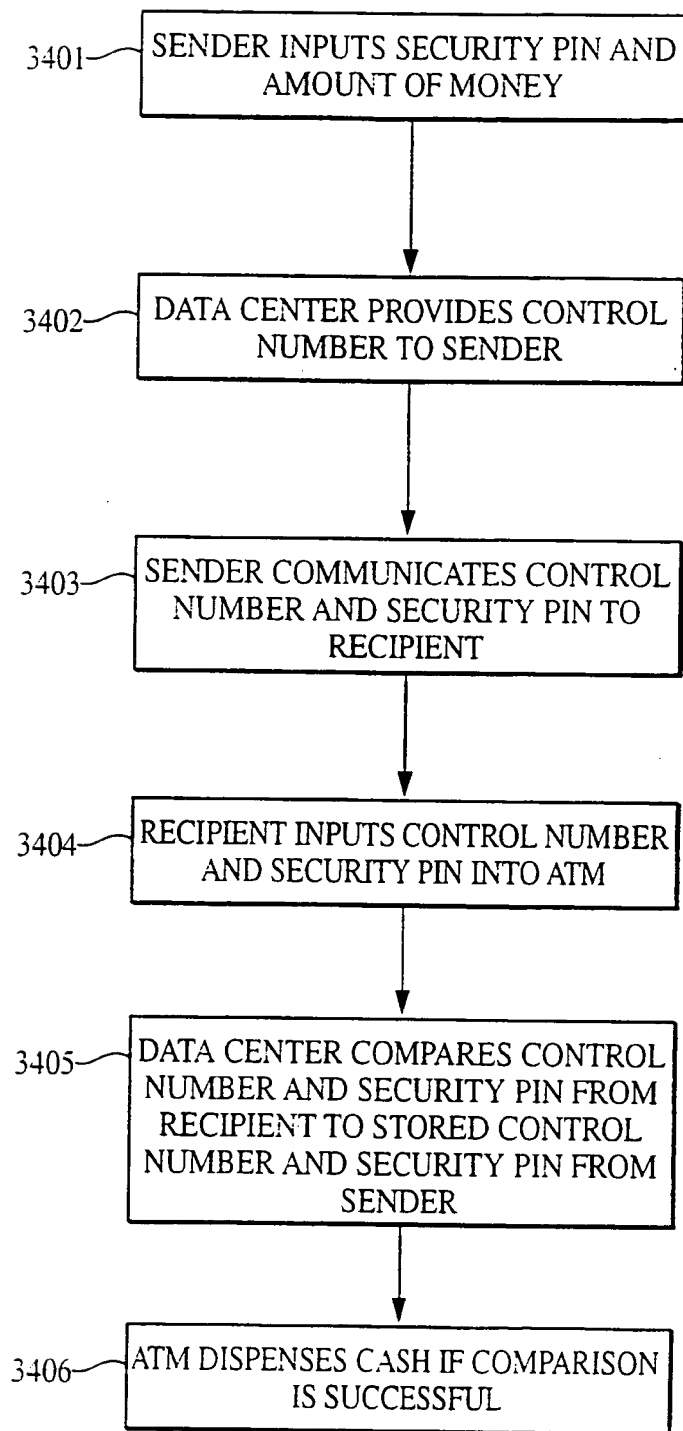 3401
SENDER INPUTS SECURITY PIN AND
AMOUNT OF MONEY
3402
DATA CENTER PROVIDES CONTROL
NUMBER TO SENDER
3403
SENDER COMMUNICATES CONTROL
NUMBER AND SECURITY PIN TO
RECIPIENT
3404
RECIPIENT INPUTS CONTROL NUMBER
AND SECURITY PIN INTO ATM
3405
DATA CENTER COMPARES CONTROL
NUMBER AND SECURITY PIN FROM
RECIPIENT TO STORED CONTROL
NUMBER AND SECURITY PIN FROM
SENDER
3406
ATM DISPENSES CASH IF COMPARISON
IS SUCCESSFUL